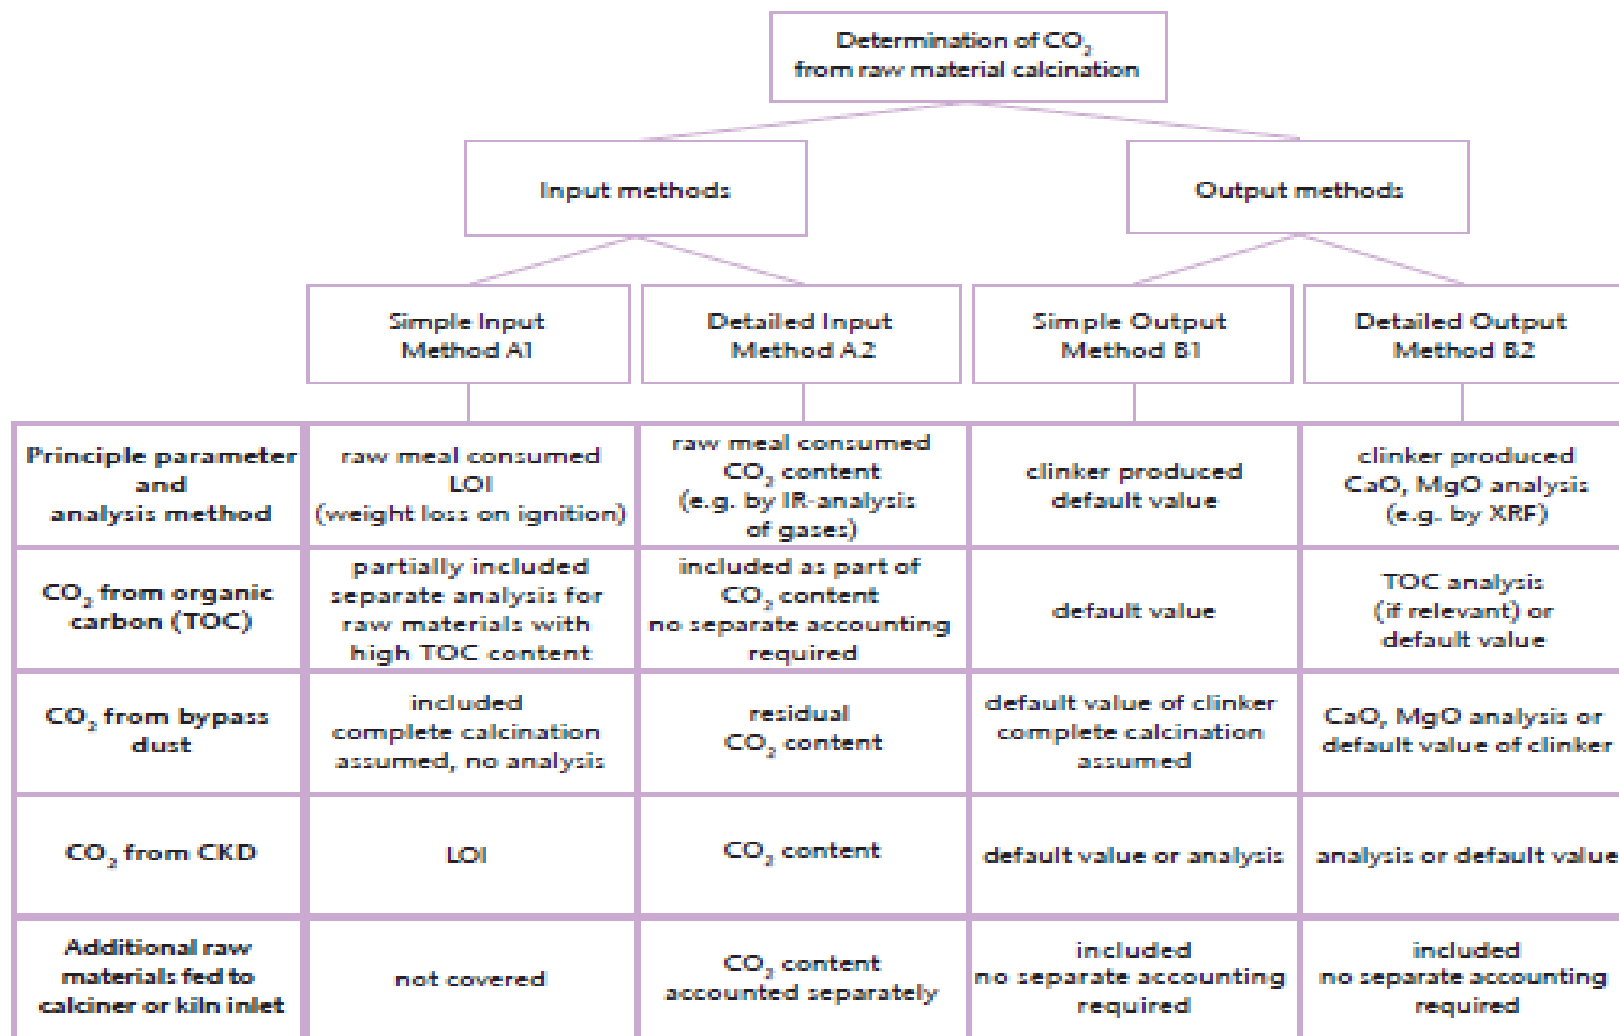 Determination of CO₂
from raw material calcination
Input methods
Output methods
Simple Input
Method A1
Detailed Input
Method A2
Simple Output
Method B1
Detailed Output
Method B2
Principle parameter
and
analysis method
raw meal consumed
LOI
(weight loss on ignition)
raw meal consumed
CO₂ content
(e.g. by IR-analysis
of gases)
clinker produced
default value
clinker produced
CaO, MgO analysis
(e.g. by XRF)
CO₂ from organic
carbon (TOC)
partially included
separate analysis for
raw materials with
high TOC content
included as part of
CO₂ content
no separate accounting
required
default value
TOC analysis
(if relevant) or
default value
CO₂ from bypass
dust
included
complete calcination
assumed, no analysis
residual
CO₂ content
default value of clinker
complete calcination
assumed
CaO, MgO analysis or
default value of clinker
CO₂ from CKD
LOI
CO₂ content
default value or analysis
analysis or default value
Additional raw
materials fed to
calciner or kiln inlet
not covered
CO₂ content
accounted separately
included
no separate accounting
required
included
no separate accounting
required